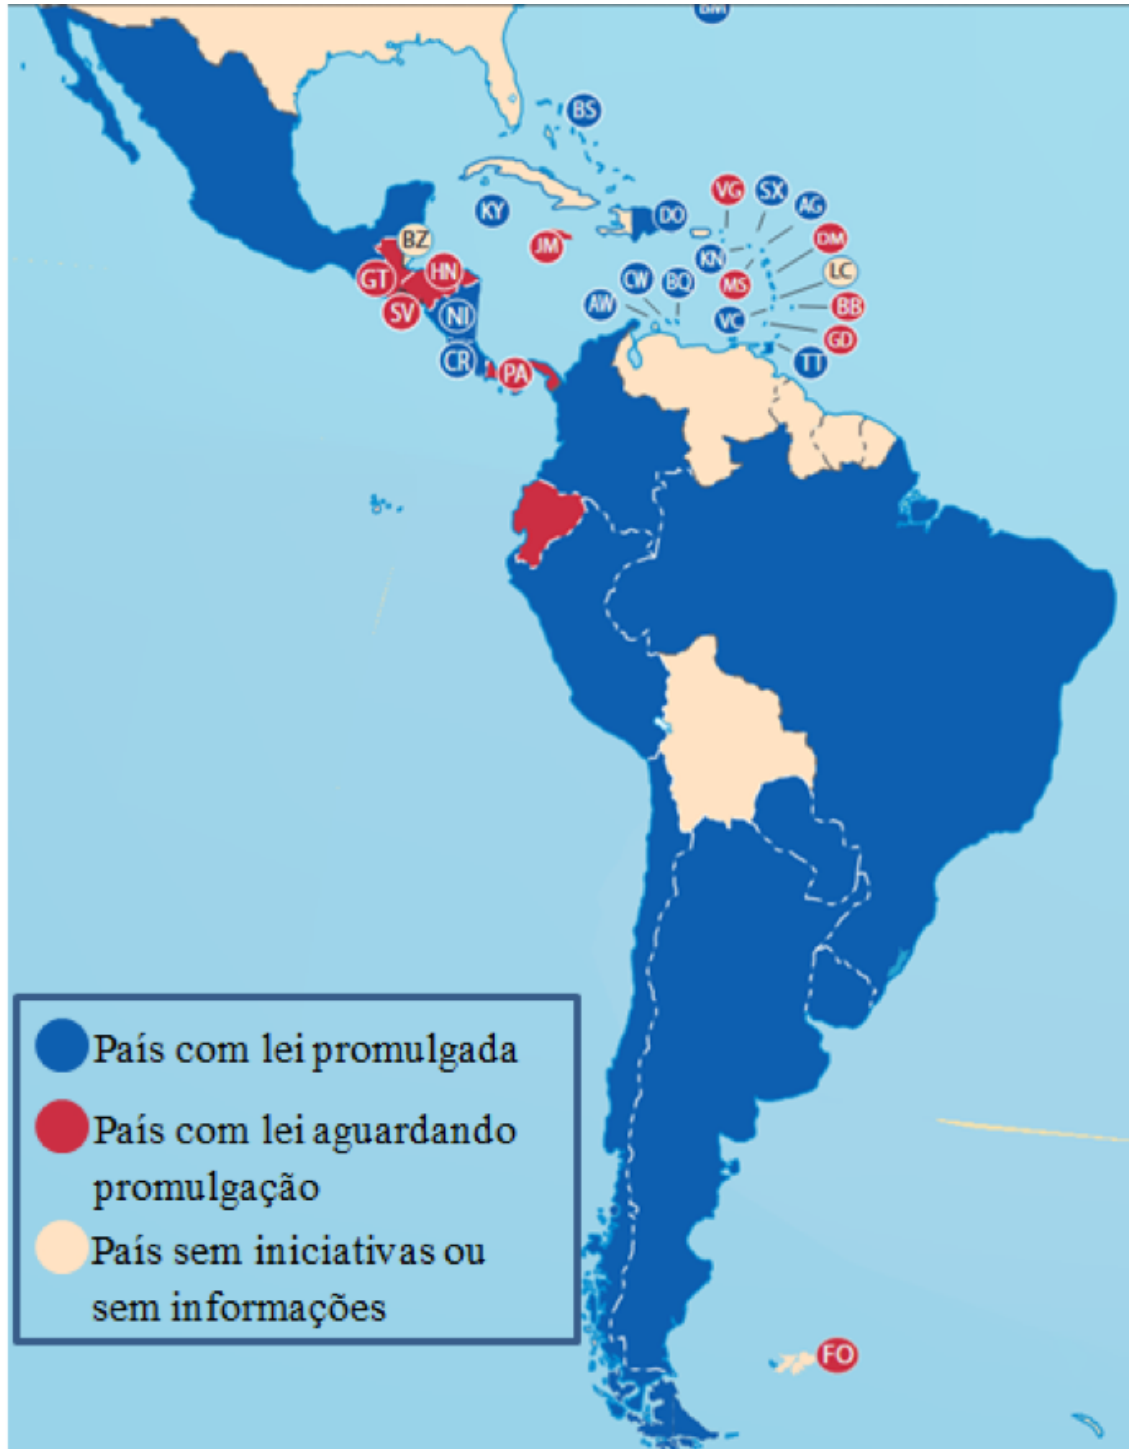 BM
BS
VG
SX
AG
KY
DO
DM
BZ
JM
KN
LC
HN
CW
BQ
MS
GT
AW
BB
SV
NI
VC
GD
CR
TT
PA
País com lei promulgada
País com lei aguardando
promulgação
País sem iniciativas ou
sem informações
FO